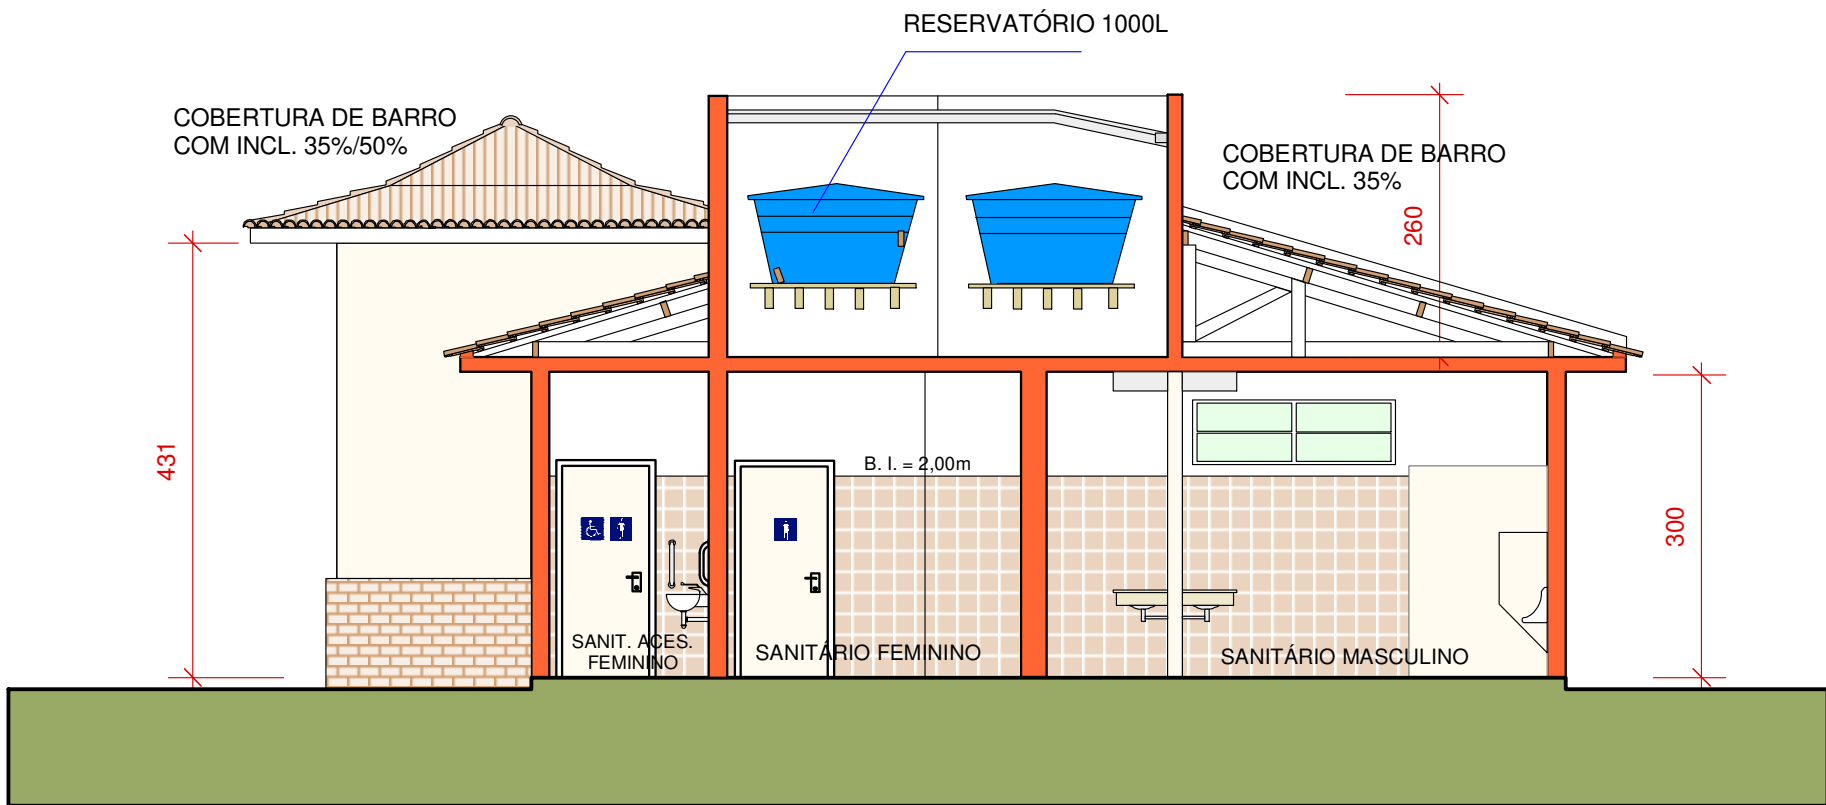 RESERVATÓRIO 1000L
COBERTURA DE BARRO
COM INCL. 35%/50%
COBERTURA DE BARRO
COM INCL. 35%
260
431
300
B. I. = 2,00m
SANIT. ACES.
FEMININO
SANITÁRIO FEMININO
SANITÁRIO MASCULINO